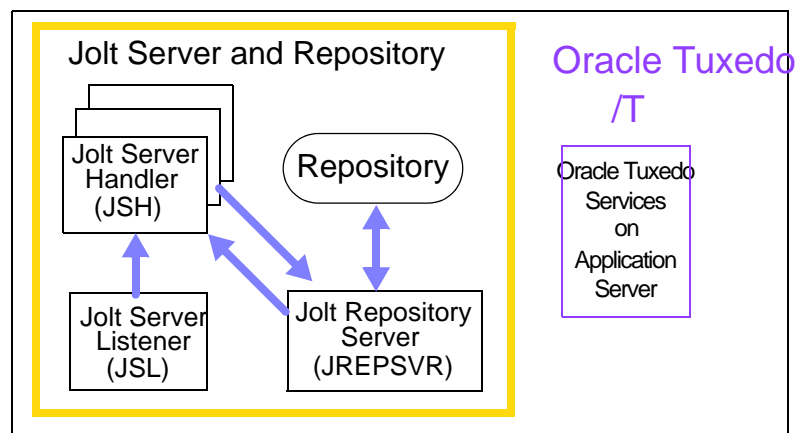 Jolt Server and Repository
Jolt Server
Handler
(JSH)
Repository
Jolt Server
Listener
(JSL)
Jolt Repository
Server
(JREPSVR)
Oracle Tuxedo
/T
Oracle Tuxedo
Services
on
Application
Server